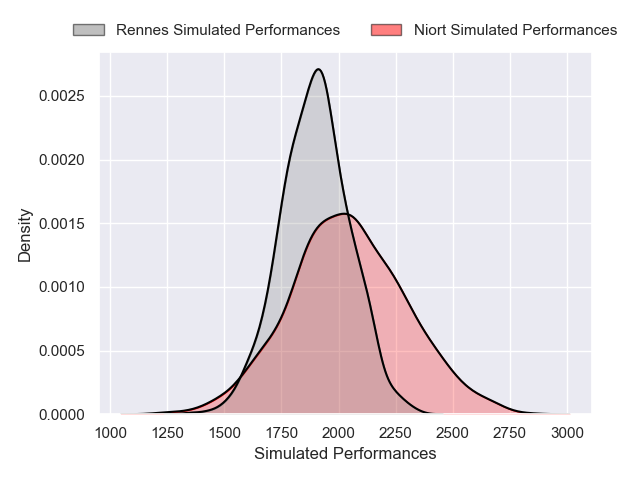 Rennes Simulated Performances Niort Simulated Performances
0.0025
0.0020
0.0015
0.0010
0.0005
0.0000
Density
1000 1250 1500 1750 2000 2250 2500 2750 3000
Simulated Performances